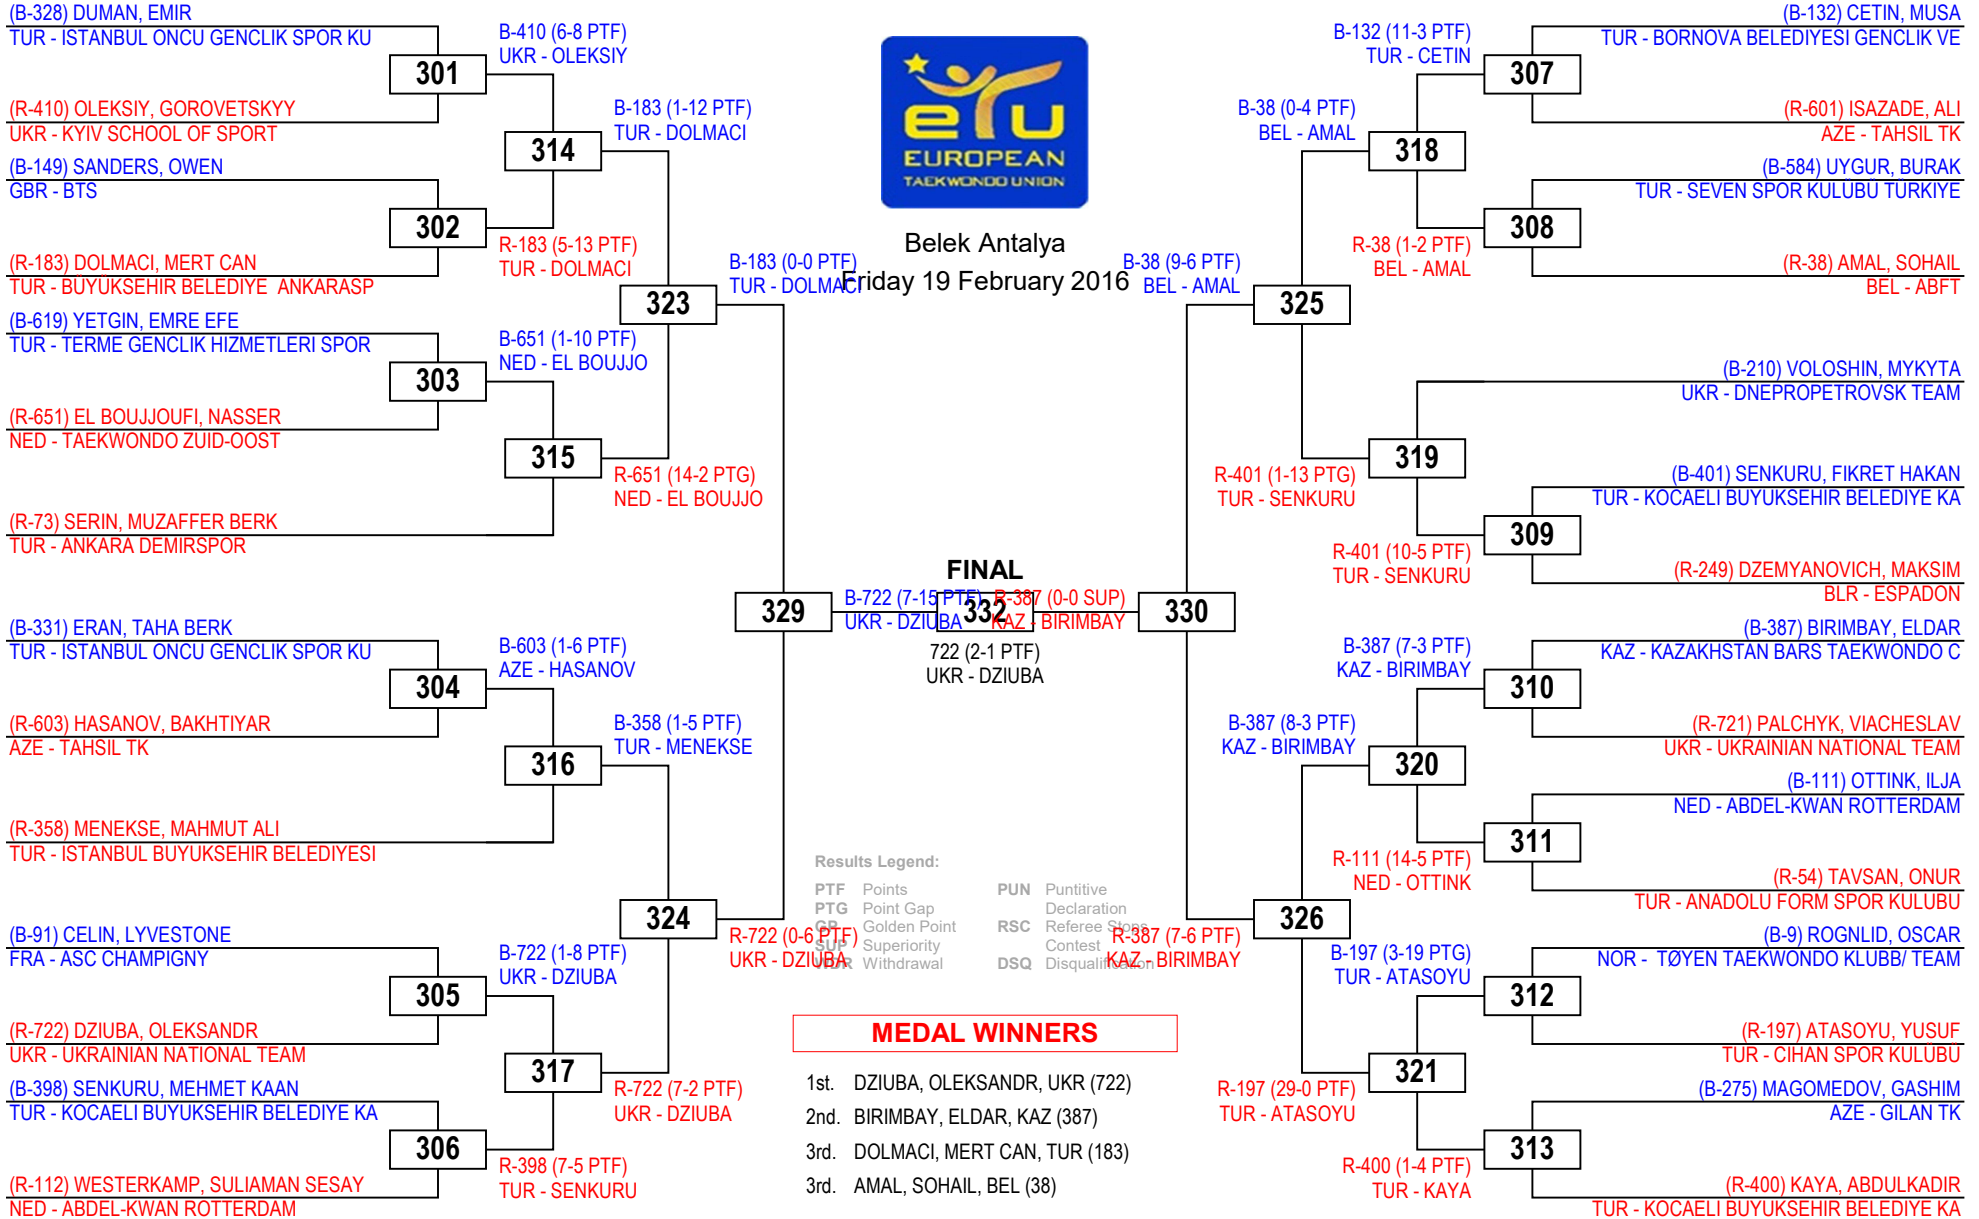 (B-328) DUMAN, EMIR
TUR - ISTANBUL ONCU GENCLIK SPOR KU
301
(R-410) OLEKSIY, GOROVETSKYY
UKR - KYIV SCHOOL OF SPORT
(B-149) SANDERS, OWEN
GBR - BTS
302
(R-183) DOLMACI, MERT CAN
TUR - BÜYÜKSEHIR BELEDIYE  ANKARASP
(B-619) YETGIN, EMRE EFE
TUR - TERME GENCLIK HIZMETLERI SPOR
303
(R-651) EL BOUJJOUFI, NASSER
NED - TAEKWONDO ZUID-OOST
(R-73) SERIN, MUZAFFER BERK
TUR - ANKARA DEMIRSPOR
(B-331) ERAN, TAHA BERK
TUR - ISTANBUL ONCU GENCLIK SPOR KU
304
(R-603) HASANOV, BAKHTIYAR
AZE - TAHSIL TK
(R-358) MENEKSE, MAHMUT ALI
TUR - ISTANBUL BUYUKSEHIR BELEDIYESI
(B-91) CELIN, LYVESTONE
FRA - ASC CHAMPIGNY
305
(R-722) DZIUBA, OLEKSANDR
UKR - UKRAINIAN NATIONAL TEAM
(B-398) SENKURU, MEHMET KAAN
TUR - KOCAELI BUYUKSEHIR BELEDIYE KA
306
(R-112) WESTERKAMP, SULIAMAN SESAY
NED - ABDEL-KWAN ROTTERDAM
B-410 (6-8 PTF)
UKR - OLEKSIY
314
R-183 (5-13 PTF)
TUR - DOLMACI
B-651 (1-10 PTF)
NED - EL BOUJJO
315
B-603 (1-6 PTF)
AZE - HASANOV
316
B-722 (1-8 PTF)
UKR - DZIUBA
317
R-398 (7-5 PTF)
TUR - SENKURU
B-183 (1-12 PTF)
TUR - DOLMACI
323
R-651 (14-2 PTG)
NED - EL BOUJJO
B-358 (1-5 PTF)
TUR - MENEKSE
324
R-722 (7-2 PTF)
UKR - DZIUBA
B-183 (0-0 PTF)
TUR - DOLMACI
329
R-722 (0-6 PTF)
UKR - DZIUBA
eTU
EUROPEAN
TAEKWONDO UNION
Belek Antalya
Friday 19 February 2016
FINAL
B-722 (7-15 PTF)
UKR - DZIUBA
332
R-387 (0-0 SUP)
KAZ - BIRIMBAY
722 (2-1 PTF)
UKR - DZIUBA
Results Legend:
PTF Points
PTG Point Gap
GP Golden Point
SUP Superiority
WDR Withdrawal
PUN Puntitive
Declaration
RSC Referee Stops
Contest
DSQ Disqualification
MEDAL WINNERS
1st. DZIUBA, OLEKSANDR, UKR (722)
2nd. BIRIMBAY, ELDAR, KAZ (387)
3rd. DOLMACI, MERT CAN, TUR (183)
3rd. AMAL, SOHAIL, BEL (38)
B-38 (9-6 PTF)
BEL - AMAL
330
R-387 (7-6 PTF)
KAZ - BIRIMBAY
B-38 (0-4 PTF)
BEL - AMAL
325
R-401 (1-13 PTG)
TUR - SENKURU
B-387 (8-3 PTF)
KAZ - BIRIMBAY
326
R-197 (29-0 PTF)
TUR - ATASOYU
B-132 (11-3 PTF)
TUR - CETIN
318
R-38 (1-2 PTF)
BEL - AMAL
319
R-401 (10-5 PTF)
TUR - SENKURU
B-387 (7-3 PTF)
KAZ - BIRIMBAY
320
R-111 (14-5 PTF)
NED - OTTINK
B-197 (3-19 PTG)
TUR - ATASOYU
321
R-400 (1-4 PTF)
TUR - KAYA
(B-132) CETIN, MUSA
TUR - BORNOVA BELEDIYESI GENCLIK VE
307
(R-601) ISAZADE, ALI
AZE - TAHSIL TK
(B-584) UYGUR, BURAK
TUR - SEVEN SPOR KULÜBÜ TÜRKIYE
308
(R-38) AMAL, SOHAIL
BEL - ABFT
(B-210) VOLOSHIN, MYKYTA
UKR - DNEPROPETROVSK TEAM
(B-401) SENKURU, FIKRET HAKAN
TUR - KOCAELI BUYUKSEHIR BELEDIYE KA
309
(R-249) DZEMYANOVICH, MAKSIM
BLR - ESPADON
(B-387) BIRIMBAY, ELDAR
KAZ - KAZAKHSTAN BARS TAEKWONDO C
310
(R-721) PALCHYK, VIACHESLAV
UKR - UKRAINIAN NATIONAL TEAM
(B-111) OTTINK, ILJA
NED - ABDEL-KWAN ROTTERDAM
311
(R-54) TAVSAN, ONUR
TUR - ANADOLU FORM SPOR KULUBU
(B-9) ROGNLID, OSCAR
NOR -  TØYEN TAEKWONDO KLUBB/ TEAM
312
(R-197) ATASOYU, YUSUF
TUR - CIHAN SPOR KULÜBÜ
(B-275) MAGOMEDOV, GASHIM
AZE - GILAN TK
313
(R-400) KAYA, ABDULKADIR
TUR - KOCAELI BUYUKSEHIR BELEDIYE KA